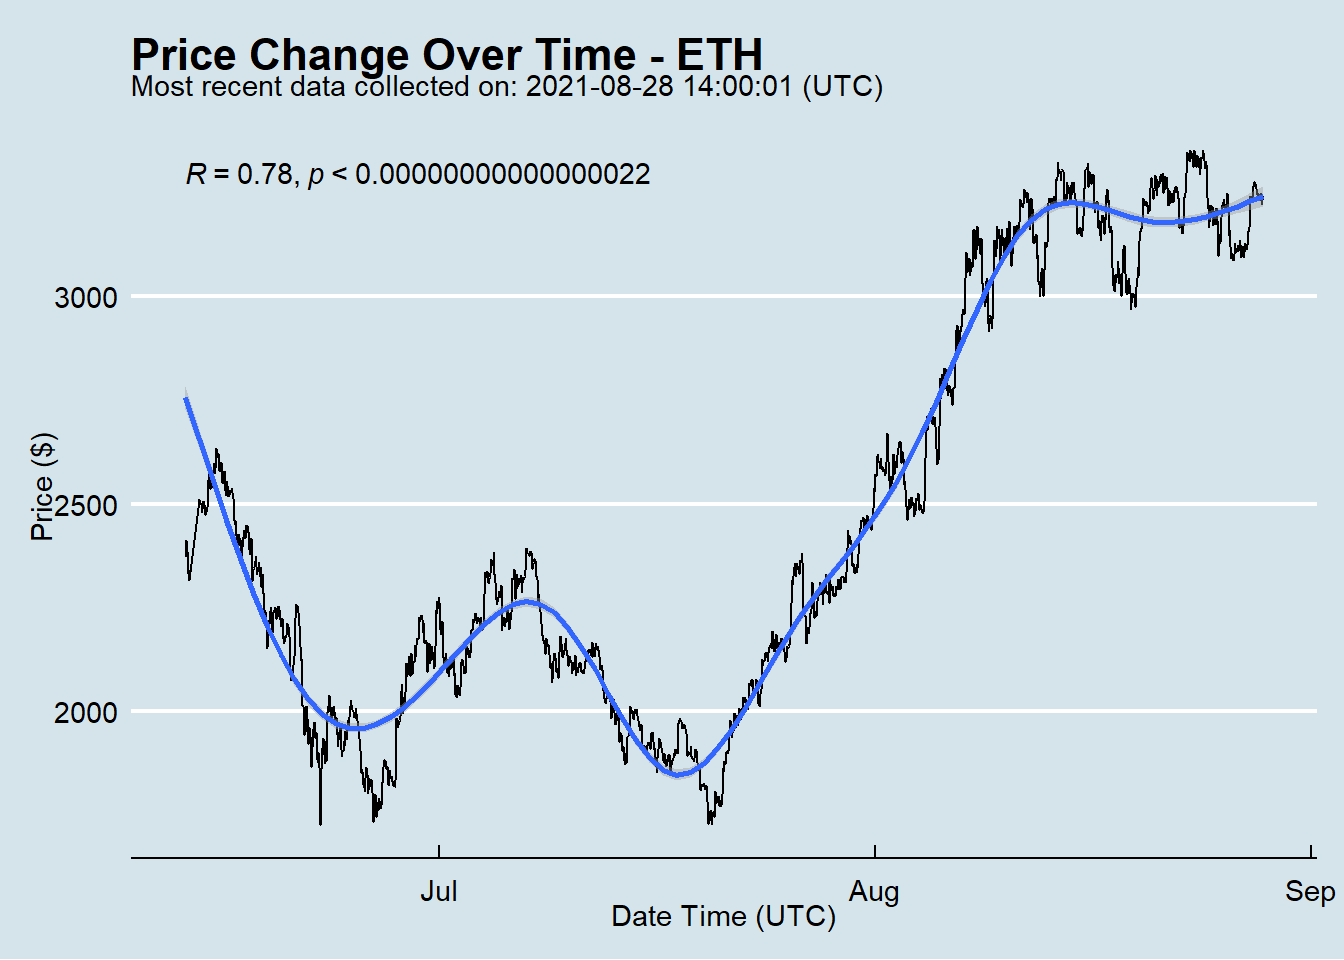 Price Change Over Time - ETH
Most recent data collected on: 2021-08-28 14:00:01 (UTC)
R = 0.78, p < 0.00000000000000022
3000
2500
2000
Price ($)
Jul
Aug
Sep
Date Time (UTC)